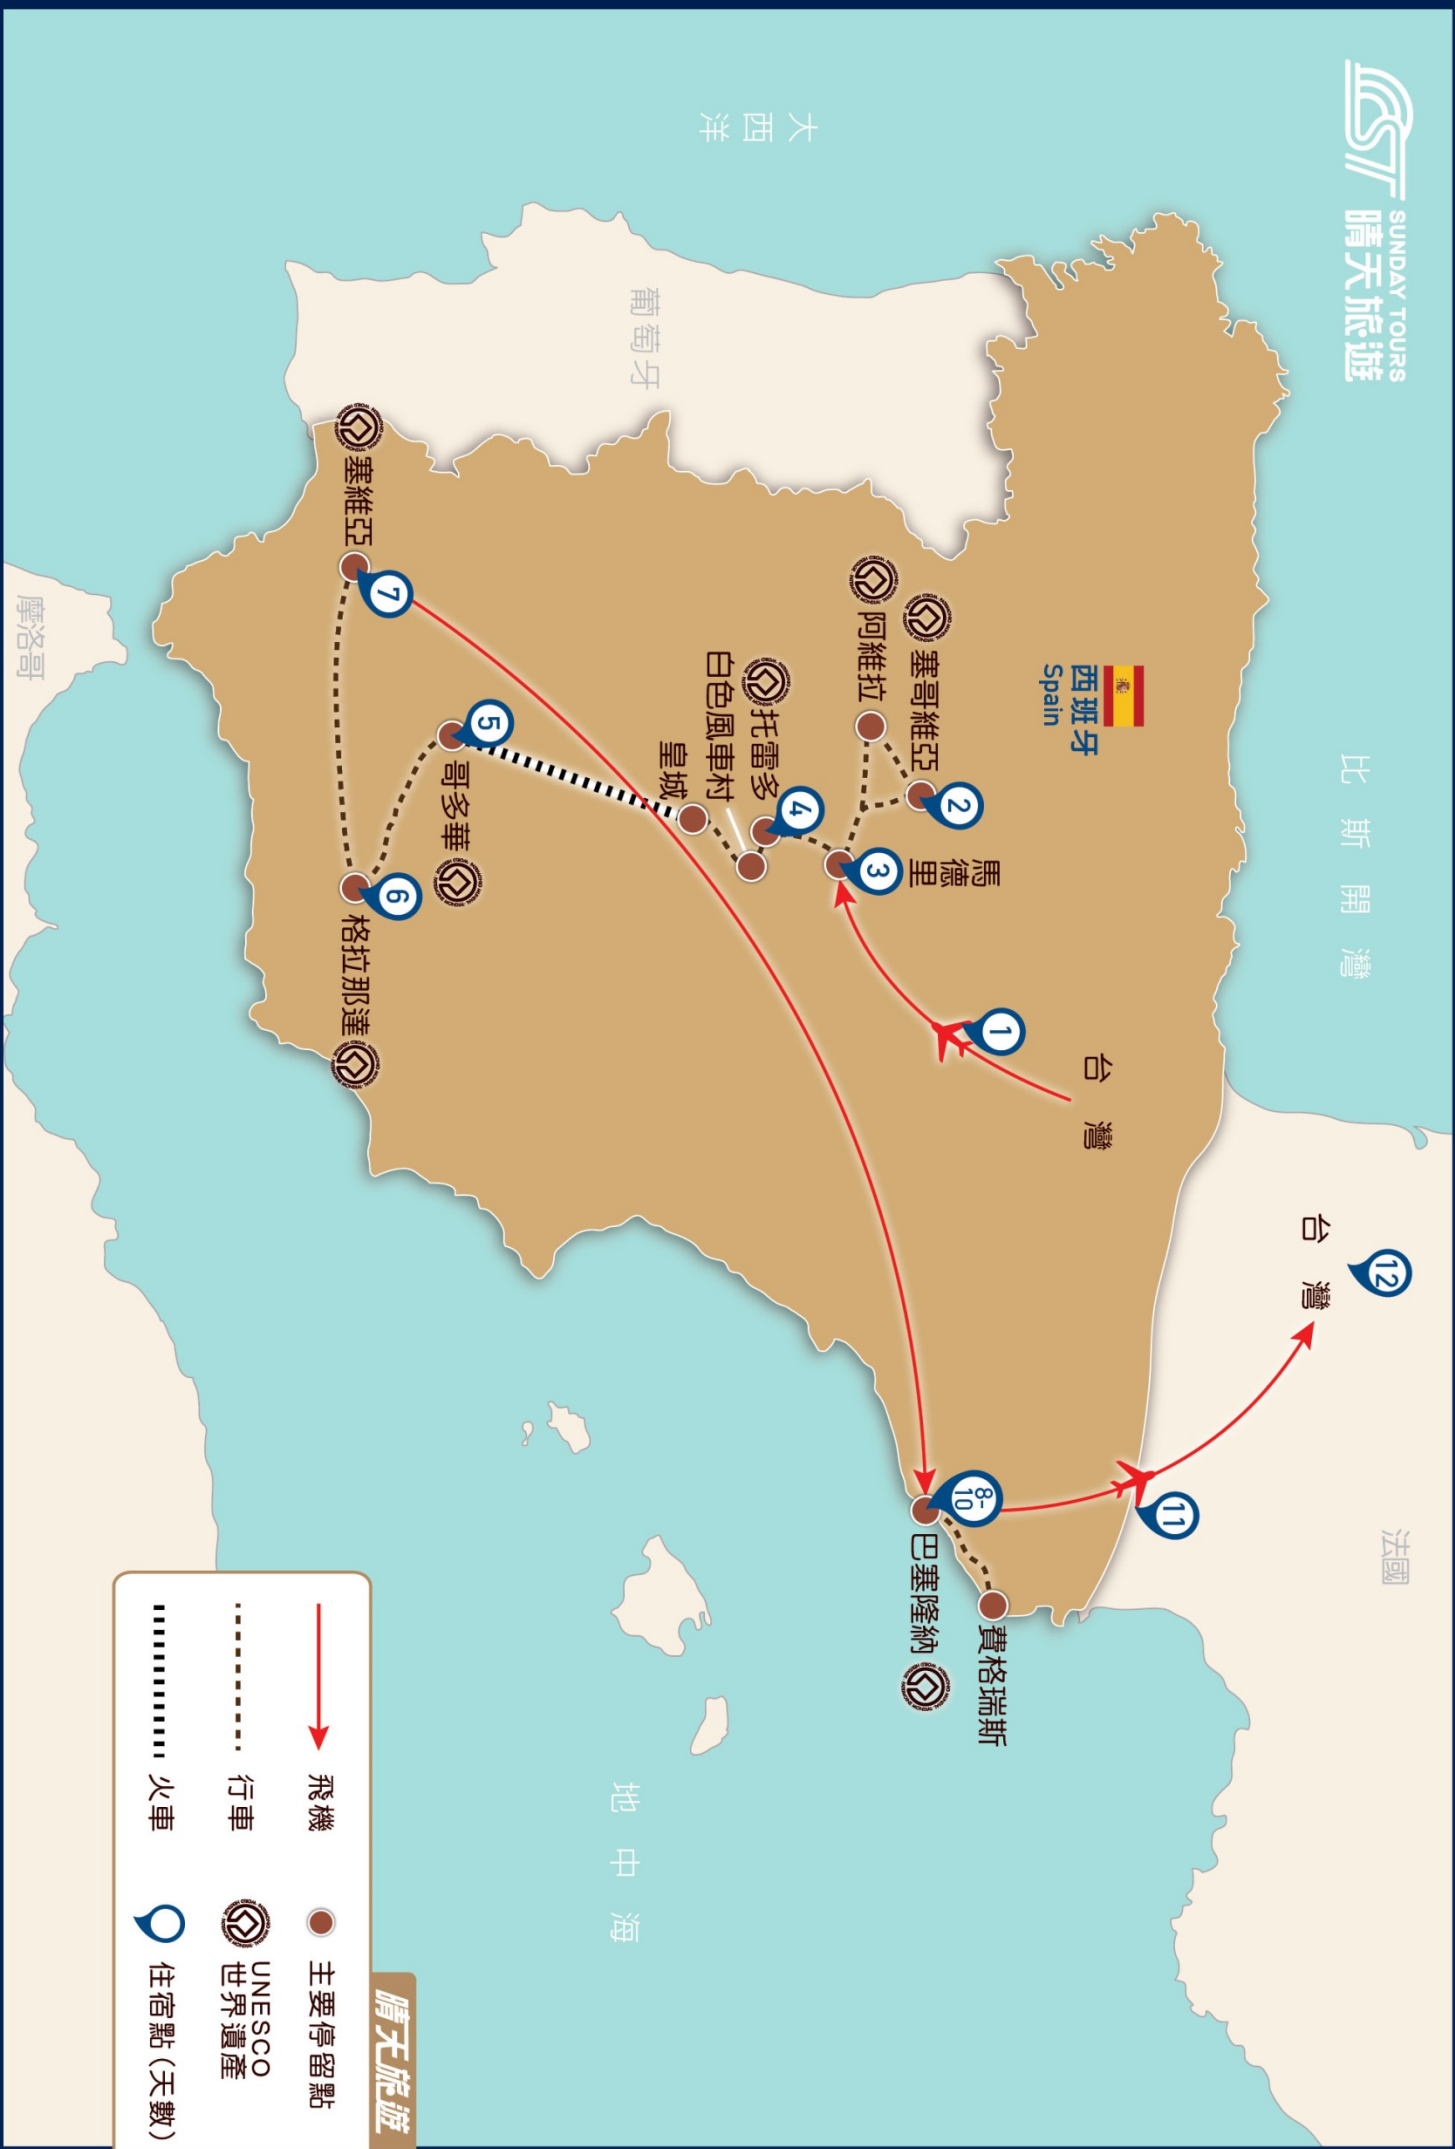 SUNDAY TOURS
晴天旅遊
比斯開灣
法國
台灣
12
11
台灣
1
西班牙
Spain
塞哥維亞
2
阿維拉
馬德里
3
托雷多
4
白色風車村
皇城
大西洋
葡萄牙
5
哥多華
塞維亞
7
6
格拉那達
8-10
巴塞隆納
費格瑞斯
地中海
摩洛哥
晴天旅遊
飛機
主要停留點
行車
UNESCO
世界遺產
火車
住宿點(天數)